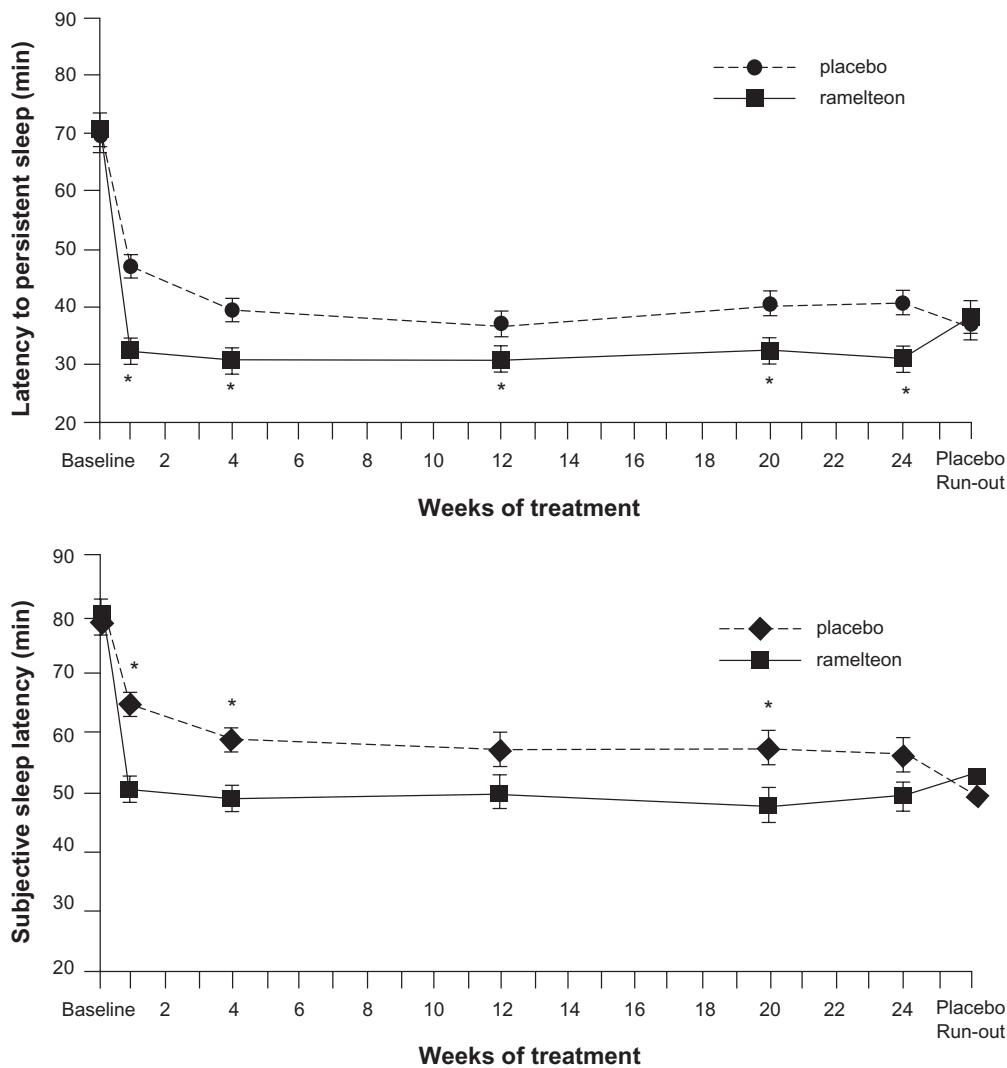 90
80
70
60
50
40
30
20
Latency to persistent sleep (min)
placebo
ramelteon
* * * * *
Baseline 2 4 6 8 10 12 14 16 18 20 22 24 Placebo
Run-out
Weeks of treatment
90
80
70
60
50
40
30
20
Subjective sleep latency (min)
placebo
ramelteon
* * *
Baseline 2 4 6 8 10 12 14 16 18 20 22 24 Placebo
Run-out
Weeks of treatment